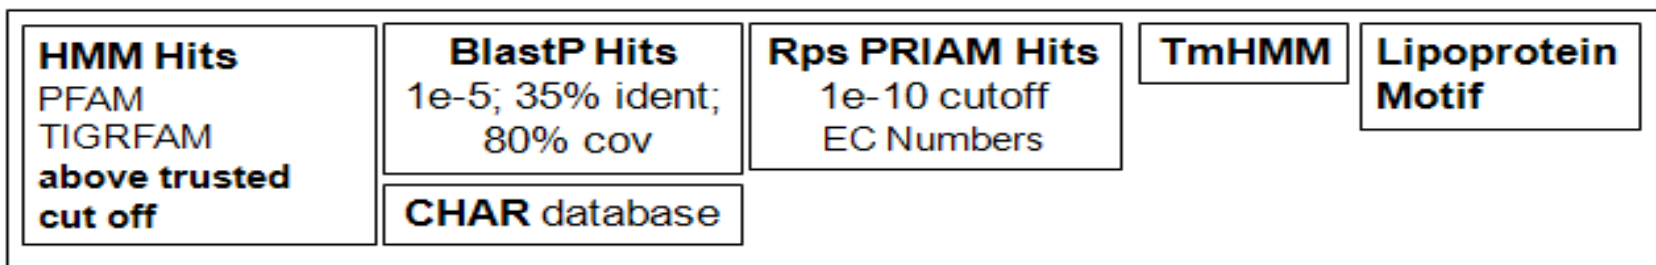 HMM Hits
PFAM
TIGRFAM
above trusted
cut off
BlastP Hits
1e-5; 35% ident;
80% cov
CHAR database
Rps PRIAM Hits
1e-10 cutoff
EC Numbers
TmHMM
Lipoprotein
Motif